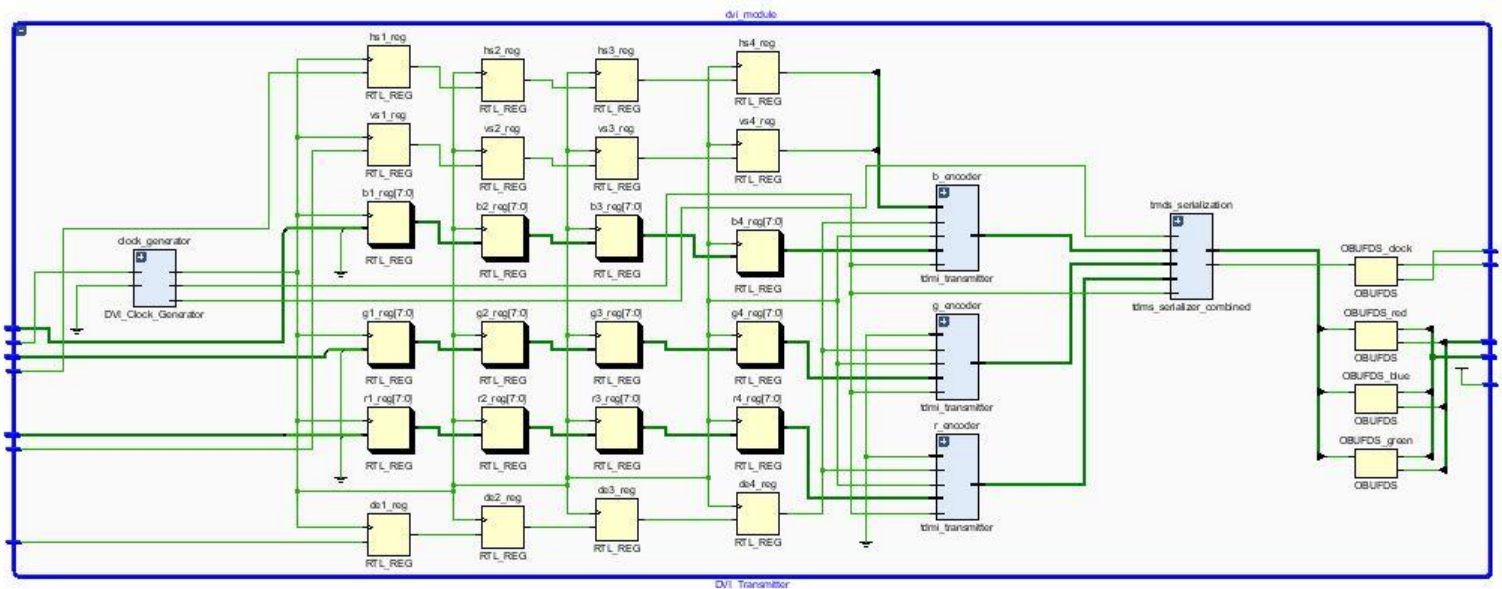 dvi_module
hs1_reg
RTL_REG
hs2_reg
RTL_REG
hs3_reg
RTL_REG
hs4_reg
RTL_REG
vs1_reg
RTL_REG
vs2_reg
RTL_REG
vs3_reg
RTL_REG
vs4_reg
RTL_REG
b1_reg[7:0]
RTL_REG
b2_reg[7:0]
RTL_REG
b3_reg[7:0]
RTL_REG
b4_reg[7:0]
RTL_REG
b_encoder
tdmi_transmitter
tmds_serialization
tdms_serializer_combined
clock_generator
DVI_Clock_Generator
OBUFDS_clock
OBUFDS
g1_reg[7:0]
RTL_REG
g2_reg[7:0]
RTL_REG
g3_reg[7:0]
RTL_REG
g4_reg[7:0]
RTL_REG
g_encoder
tdmi_transmitter
OBUFDS_red
OBUFDS
OBUFDS_blue
OBUFDS
r1_reg[7:0]
RTL_REG
r2_reg[7:0]
RTL_REG
r3_reg[7:0]
RTL_REG
r4_reg[7:0]
RTL_REG
r_encoder
tdmi_transmitter
OBUFDS_green
OBUFDS
de1_reg
RTL_REG
de2_reg
RTL_REG
de3_reg
RTL_REG
de4_reg
RTL_REG
DVI_Transmitter